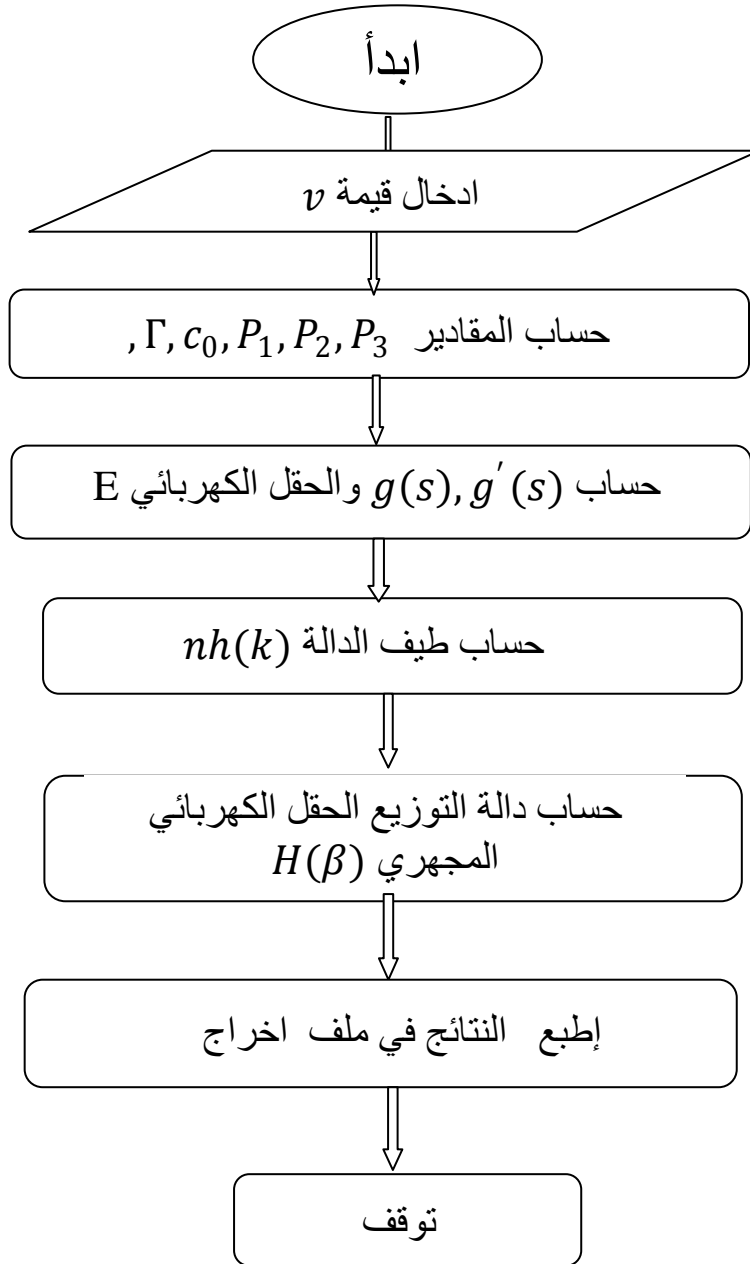 ابدأ
ادخال قيمة v
حساب المقادير Γ, c₀, P₁, P₂, P₃ ,
حساب g(s), g′(s) والحقل الكهربائي E
حساب طيف الدالة nh(k)
حساب دالة التوزيع الحقل الكهربائي
المجهري H(β)
إطبع النتائج في ملف اخراج
توقف